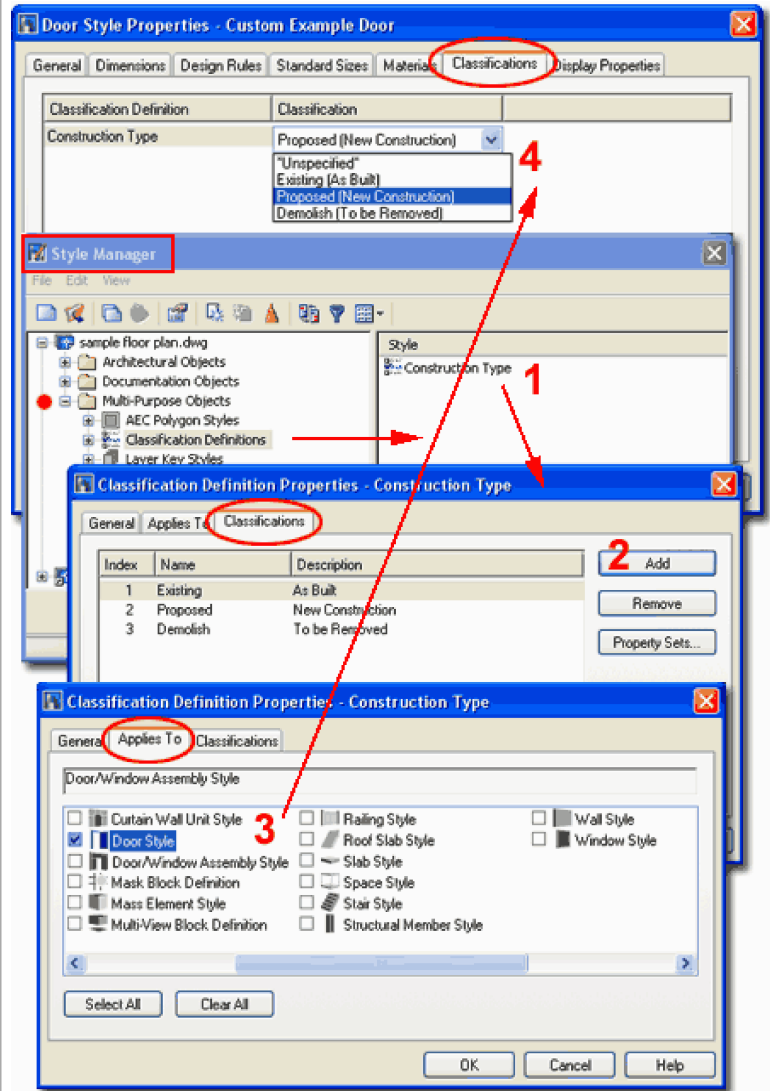 Door Style Properties - Custom Example Door
General Dimensions Design Rules Standard Sizes Materials Classifications Display Properties
Classification Definition Classification
Construction Type Proposed (New Construction)
4
"Unspecified"
Existing (As Built)
Proposed (New Construction)
Demolish (To be Removed)
Style Manager
File Edit View
sample floor plan.dwg
Architectural Objects
Documentation Objects
Multi-Purpose Objects
AEC Polygon Styles
Classification Definitions
Layer Key Styles
Style
Construction Type
1
Classification Definition Properties - Construction Type
General Applies To Classifications
Index Name Description
1 Existing As Built
2 Proposed New Construction
3 Demolish To be Removed
2
Add
Remove
Property Sets...
Classification Definition Properties - Construction Type
General Applies To Classifications
Door/Window Assembly Style
Curtain Wall Unit Style
Door Style
Door/Window Assembly Style
Mask Block Definition
Mass Element Style
Multi-View Block Definition
3
Railing Style
Roof Slab Style
Slab Style
Space Style
Stair Style
Structural Member Style
Wall Style
Window Style
Select All Clear All
OK Cancel Help